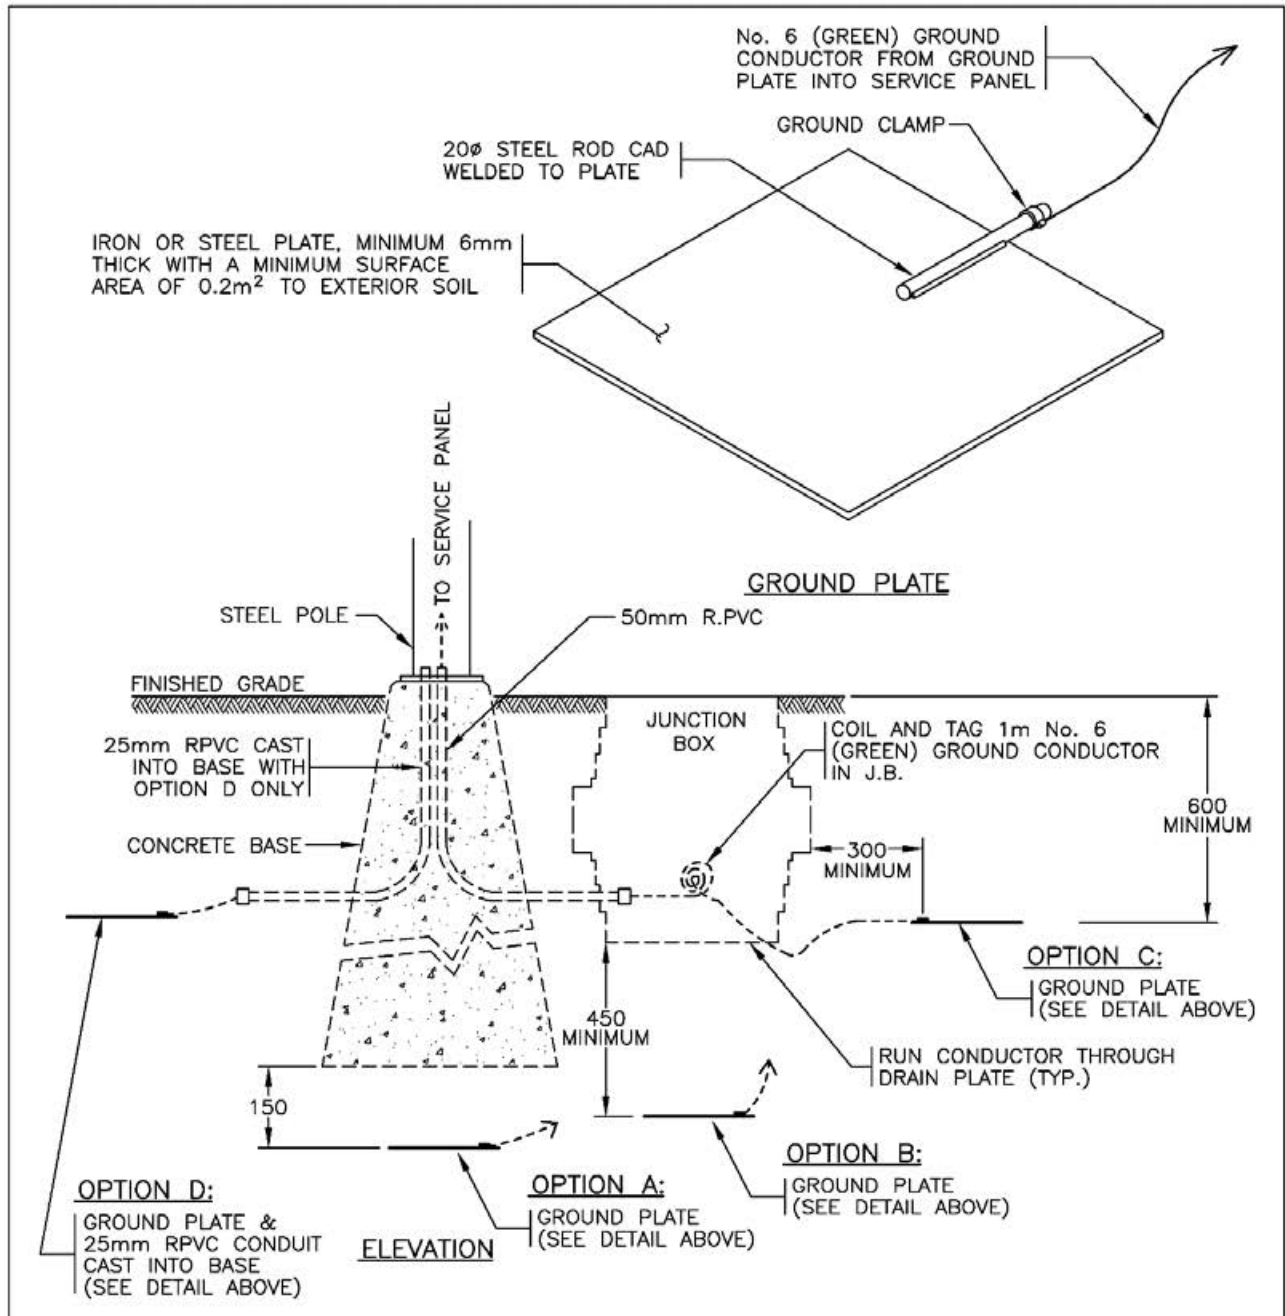 No. 6 (GREEN) GROUND
CONDUCTOR FROM GROUND
PLATE INTO SERVICE PANEL
GROUND CLAMP
20ø STEEL ROD CAD
WELDED TO PLATE
IRON OR STEEL PLATE, MINIMUM 6mm
THICK WITH A MINIMUM SURFACE
AREA OF 0.2m² TO EXTERIOR SOIL
GROUND PLATE
TO SERVICE PANEL
STEEL POLE
50mm R.PVC
FINISHED GRADE
25mm RPVC CAST
INTO BASE WITH
OPTION D ONLY
CONCRETE BASE
JUNCTION
BOX
COIL AND TAG 1m No. 6
(GREEN) GROUND CONDUCTOR
IN J.B.
600
MINIMUM
300
MINIMUM
450
MINIMUM
150
OPTION C:
GROUND PLATE
(SEE DETAIL ABOVE)
RUN CONDUCTOR THROUGH
DRAIN PLATE (TYP.)
OPTION B:
GROUND PLATE
(SEE DETAIL ABOVE)
OPTION A:
GROUND PLATE
(SEE DETAIL ABOVE)
OPTION D:
GROUND PLATE &
25mm RPVC CONDUIT
CAST INTO BASE
(SEE DETAIL ABOVE)
ELEVATION